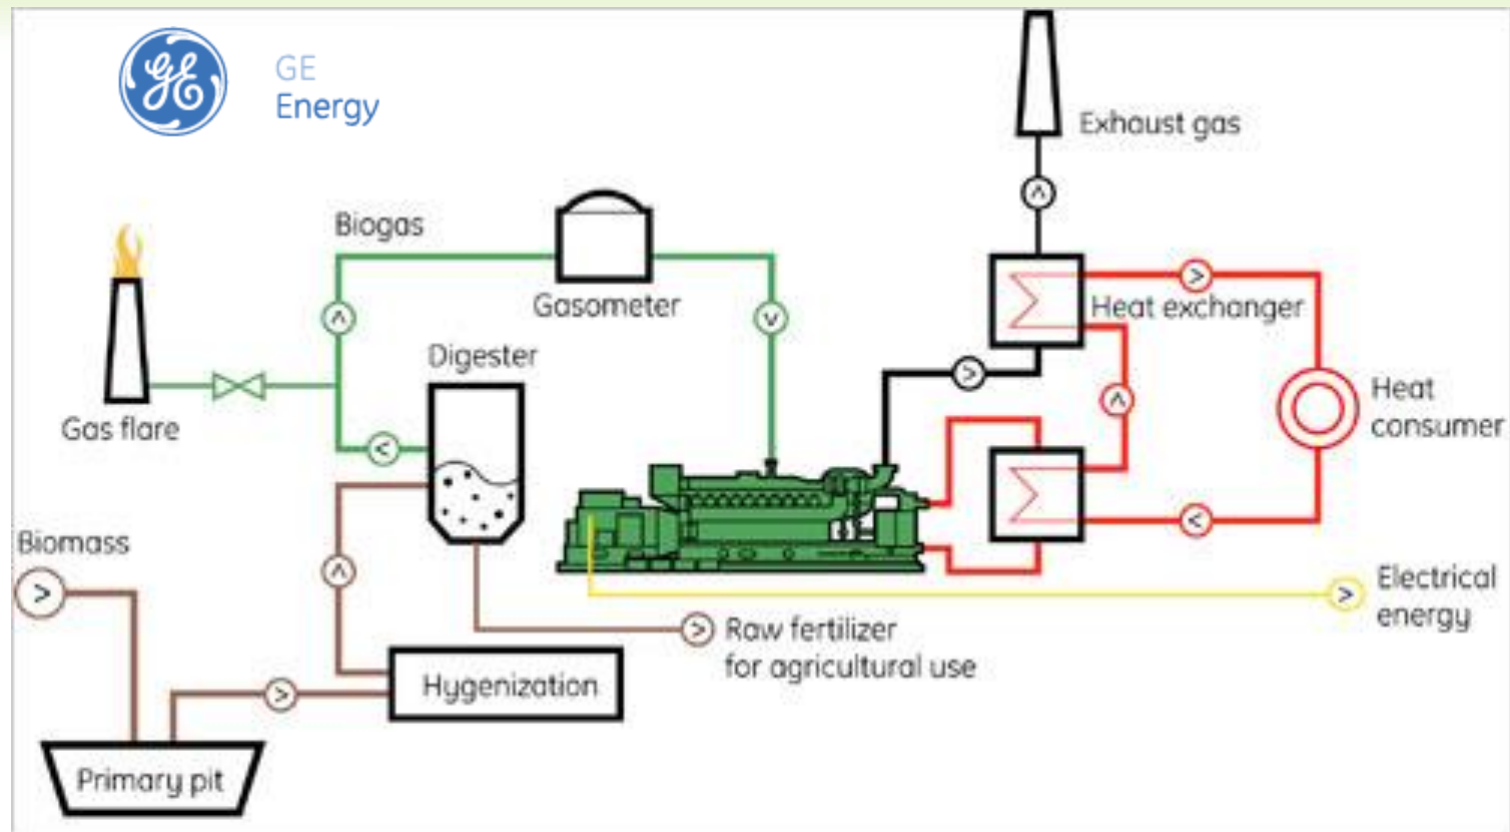 GE
GE
Energy
Exhaust gas
Biogas
Gasometer
Heat exchanger
Digester
Gas flare
Heat
consumer
Biomass
Electrical
energy
Raw fertilizer
for agricultural use
Hygenization
Primary pit